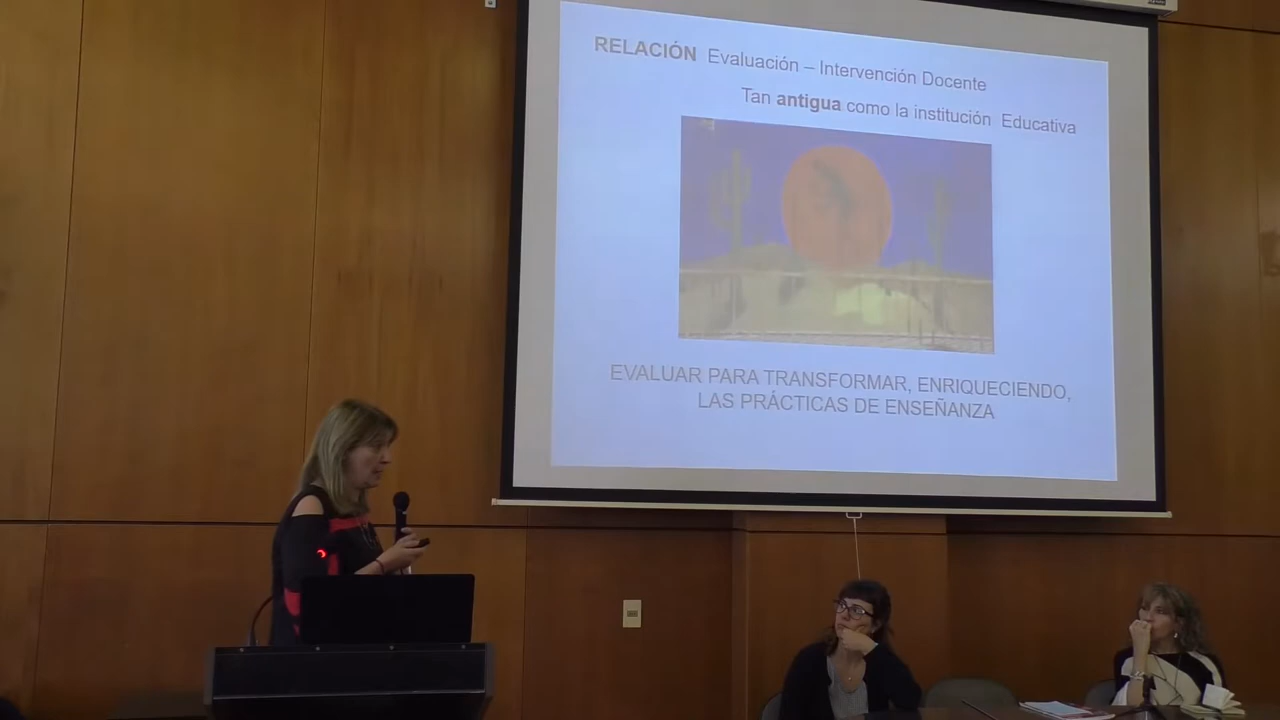 RELACIÓN Evaluación – Intervención Docente
Tan antigua como la institución Educativa
EVALUAR PARA TRANSFORMAR, ENRIQUECIENDO,
LAS PRÁCTICAS DE ENSEÑANZA